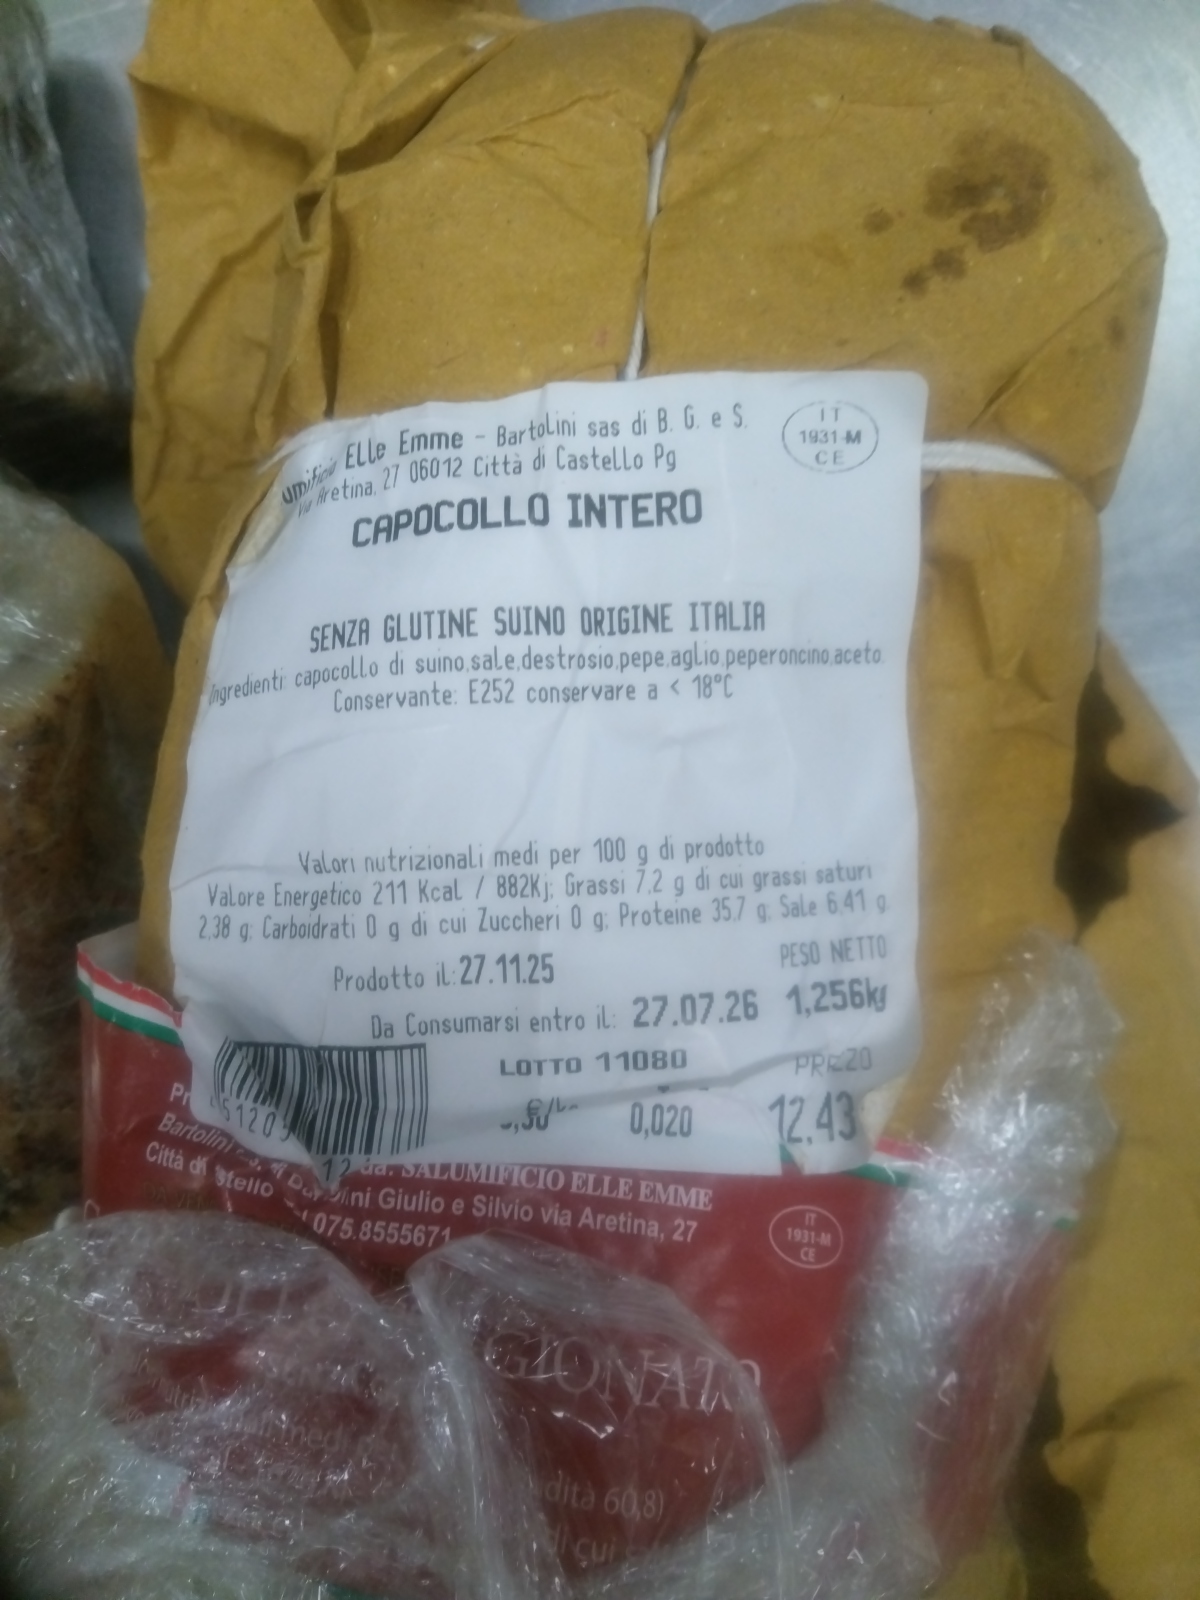 Elle Emme - Bartolini sas di B. G. e S.
Via Aretina, 27 06012 Città di Castello Pg
IT
1931-M
CE
CAPOCOLLO INTERO
SENZA GLUTINE SUINO ORIGINE ITALIA
Ingredienti: capocollo di suino,sale,destrosio,pepe,aglio,peperoncino,aceto.
Conservante: E252 conservare a < 18°C
Valori nutrizionali medi per 100 g di prodotto
Valore Energetico 211 Kcal / 882Kj; Grassi 7,2 g di cui grassi saturi
2,38 g; Carboidrati 0 g di cui Zuccheri 0 g; Proteine 35,7 g; Sale 6,41 g
PESO NETTO
Prodotto il: 27.11.25
Da Consumarsi entro il: 27.07.26 1,256kg
LOTTO 11080
0,020 12,43
da: SALUMIFICIO ELLE EMME
Bartolini
Giulio e Silvio via Aretina, 27
Città di
075.8555671
IT
1931-M
CE
di cui